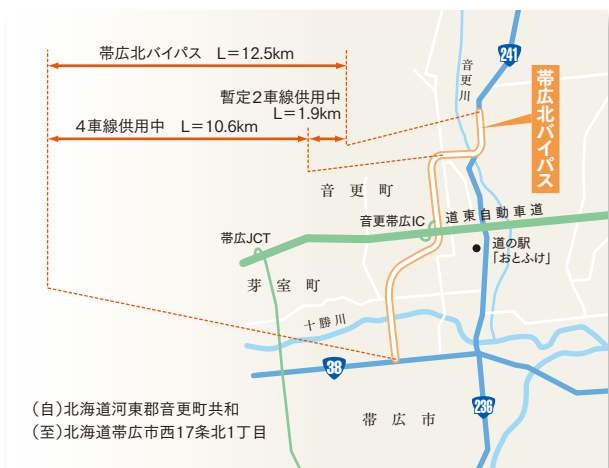 帯広北バイパス L=12.5km
暫定2車線供用中
L=1.9km
4車線供用中 L=10.6km
241
音更川
帯広北バイパス
音更町
音更帯広IC
道東自動車道
帯広JCT
道の駅
「おとふけ」
芽室町
十勝川
38
236
帯広市
(自)北海道河東郡音更町共和
(至)北海道帯広市西17条北1丁目